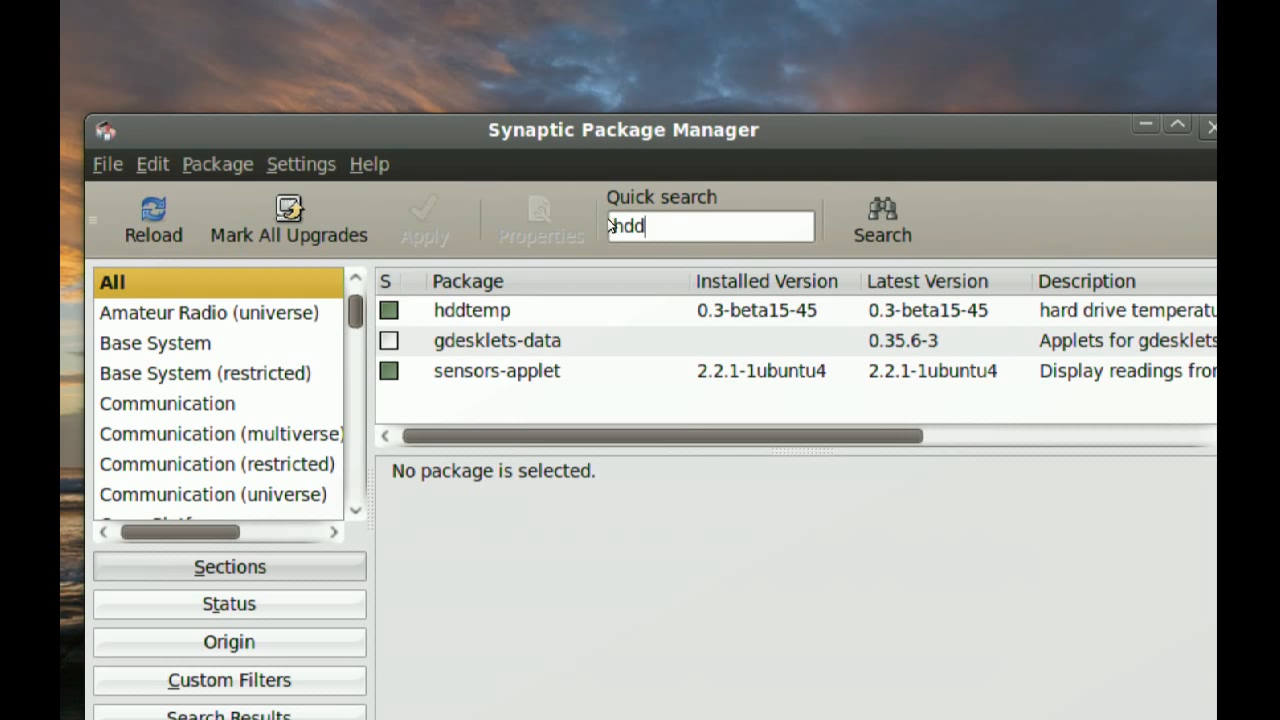 Synaptic Package Manager
File Edit Package Settings Help
Quick search
Reload Mark All Upgrades Apply Properties hdd Search
All
Amateur Radio (universe)
Base System
Base System (restricted)
Communication
Communication (multiverse)
Communication (restricted)
Communication (universe)
S Package Installed Version Latest Version Description
hddtemp 0.3-beta15-45 0.3-beta15-45 hard drive temperatu
gdesklets-data 0.35.6-3 Applets for gdesklets
sensors-applet 2.2.1-1ubuntu4 2.2.1-1ubuntu4 Display readings fror
No package is selected.
Sections
Status
Origin
Custom Filters
Search Results